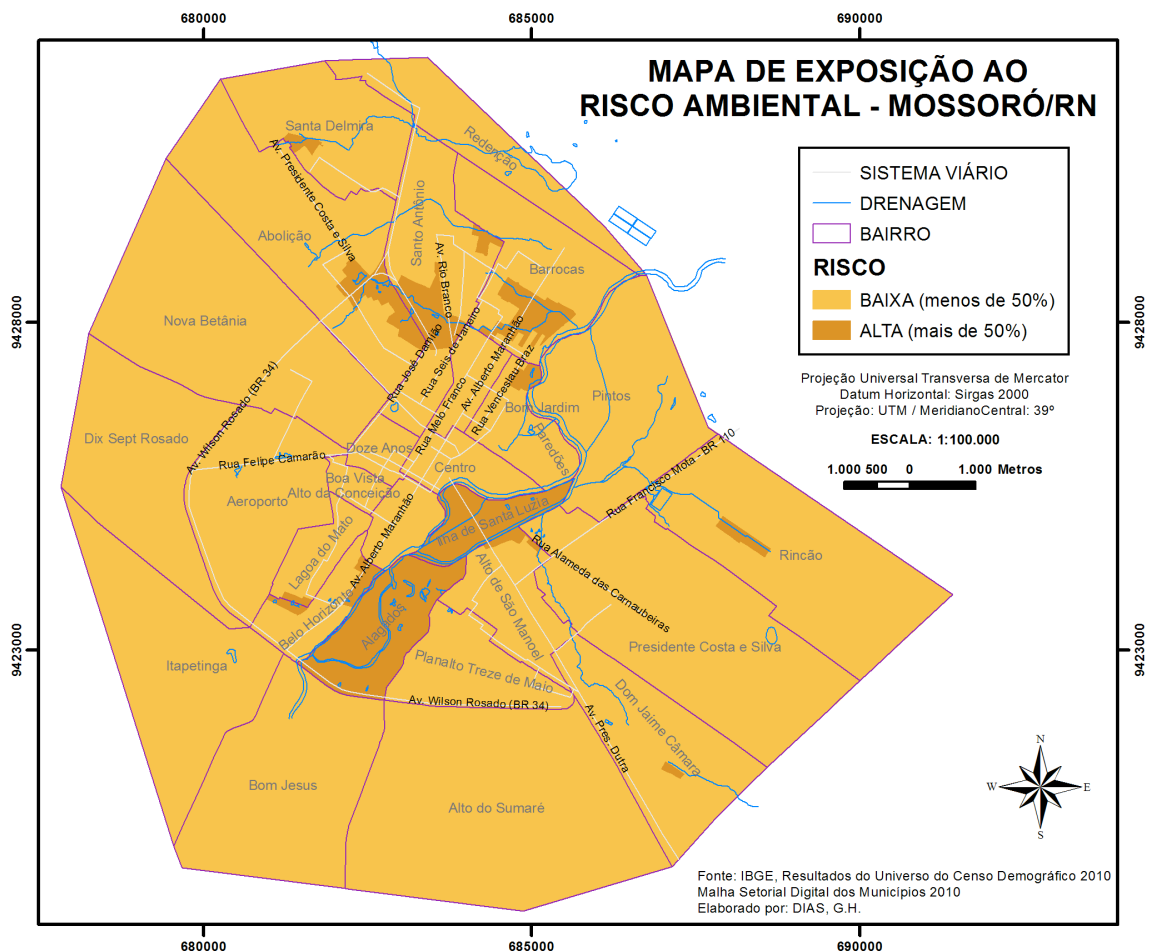 680000
685000
690000
MAPA DE EXPOSIÇÃO AO
RISCO AMBIENTAL - MOSSORÓ/RN
SISTEMA VIÁRIO
DRENAGEM
BAIRRO
RISCO
BAIXA (menos de 50%)
ALTA (mais de 50%)
Projeção Universal Transversa de Mercator
Datum Horizontal: Sirgas 2000
Projeção: UTM / MeridianoCentral: 39º
ESCALA: 1:100.000
1.000 500 0 1.000 Metros
Santa Delmira
Redenção
Av. Presidente Costa e Silva
Santo Antônio
Abolição
Av. Rio Branco
Barrocas
Nova Betânia
9428000
9428000
Rua José Damião
Rua Seis de Janeiro
Av. Alberto Maranhão
Rua Venceslau Braz
Rua Melo Franco
Av. Wilson Rosado (BR 34)
Bom Jardim
Pintos
Paredões
Dix Sept Rosado
Doze Anos
Rua Felipe Camarão
Centro
Boa Vista
Aeroporto
Alto da Conceição
Rua Francisco Mota - BR 110
Ilha de Santa Luzia
Av. Alberto Maranhão
Lagoa do Mato
Rincão
Rua Alameda das Carnaubeiras
Alto de São Manoel
Belo Horizonte
Alagados
9423000
9423000
Presidente Costa e Silva
Itapetinga
Planalto Treze de Maio
Av. Wilson Rosado (BR 34)
Dom Jaime Câmara
Av. Pres. Dutra
Bom Jesus
Alto do Sumaré
N
W
E
S
Fonte: IBGE, Resultados do Universo do Censo Demográfico 2010
Malha Setorial Digital dos Municípios 2010
Elaborado por: DIAS, G.H.
680000
685000
690000